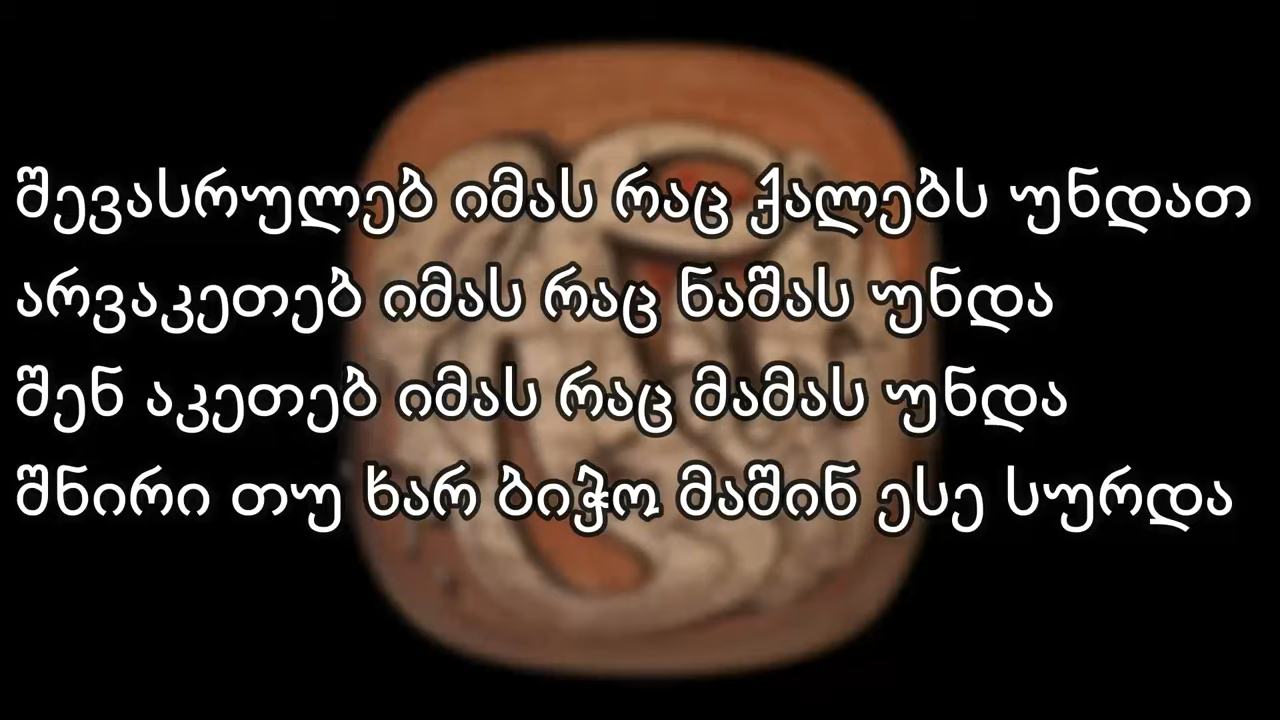 შევასრულებ იმას რაც ქალებს უნდათ
არვაკეთებ იმას რაც ნაშას უნდა
შენ აკეთებ იმას რაც მამას უნდა
შნირი თუ ხარ ბიჭო მაშინ ესე სურდა